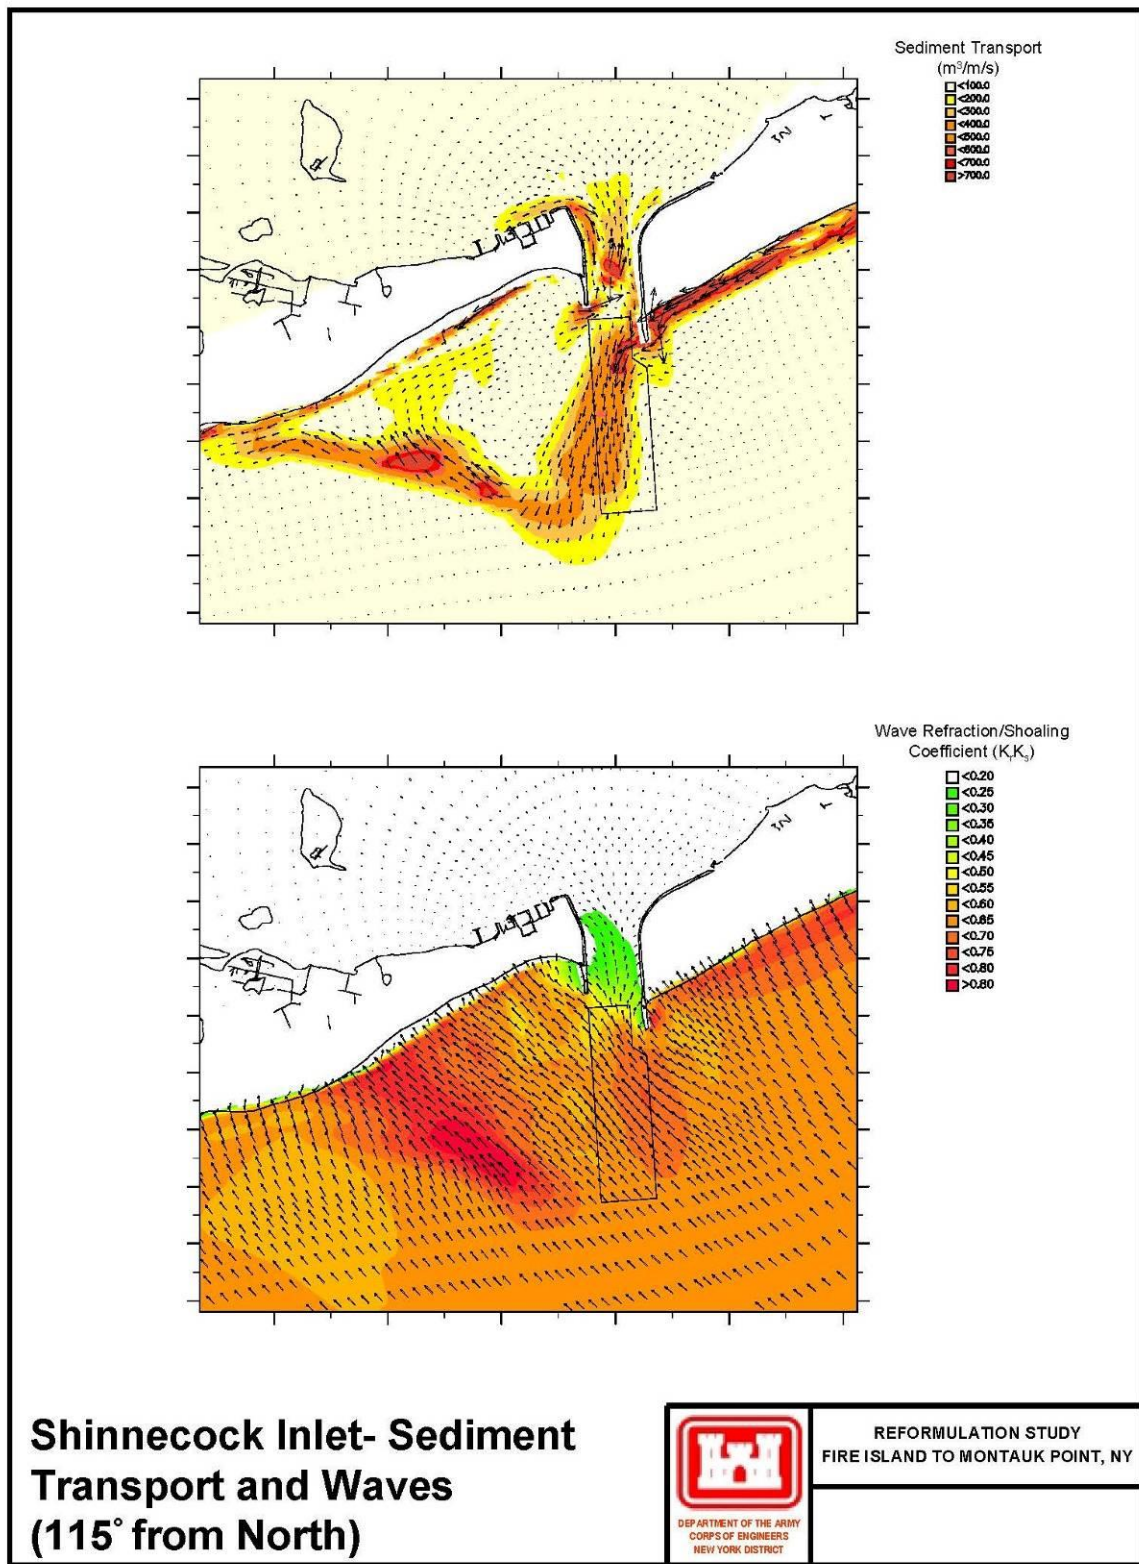 Sediment Transport
(m³/m/s)
<100.0
<200.0
<300.0
<400.0
<500.0
<600.0
<700.0
>700.0
Wave Refraction/Shoaling
Coefficient (KᵣKₛ)
<0.20
<0.25
<0.30
<0.35
<0.40
<0.45
<0.50
<0.55
<0.60
<0.65
<0.70
<0.75
<0.80
>0.80
Shinnecock Inlet- Sediment
Transport and Waves
(115° from North)
DEPARTMENT OF THE ARMY
CORPS OF ENGINEERS
NEW YORK DISTRICT
REFORMULATION STUDY
FIRE ISLAND TO MONTAUK POINT, NY